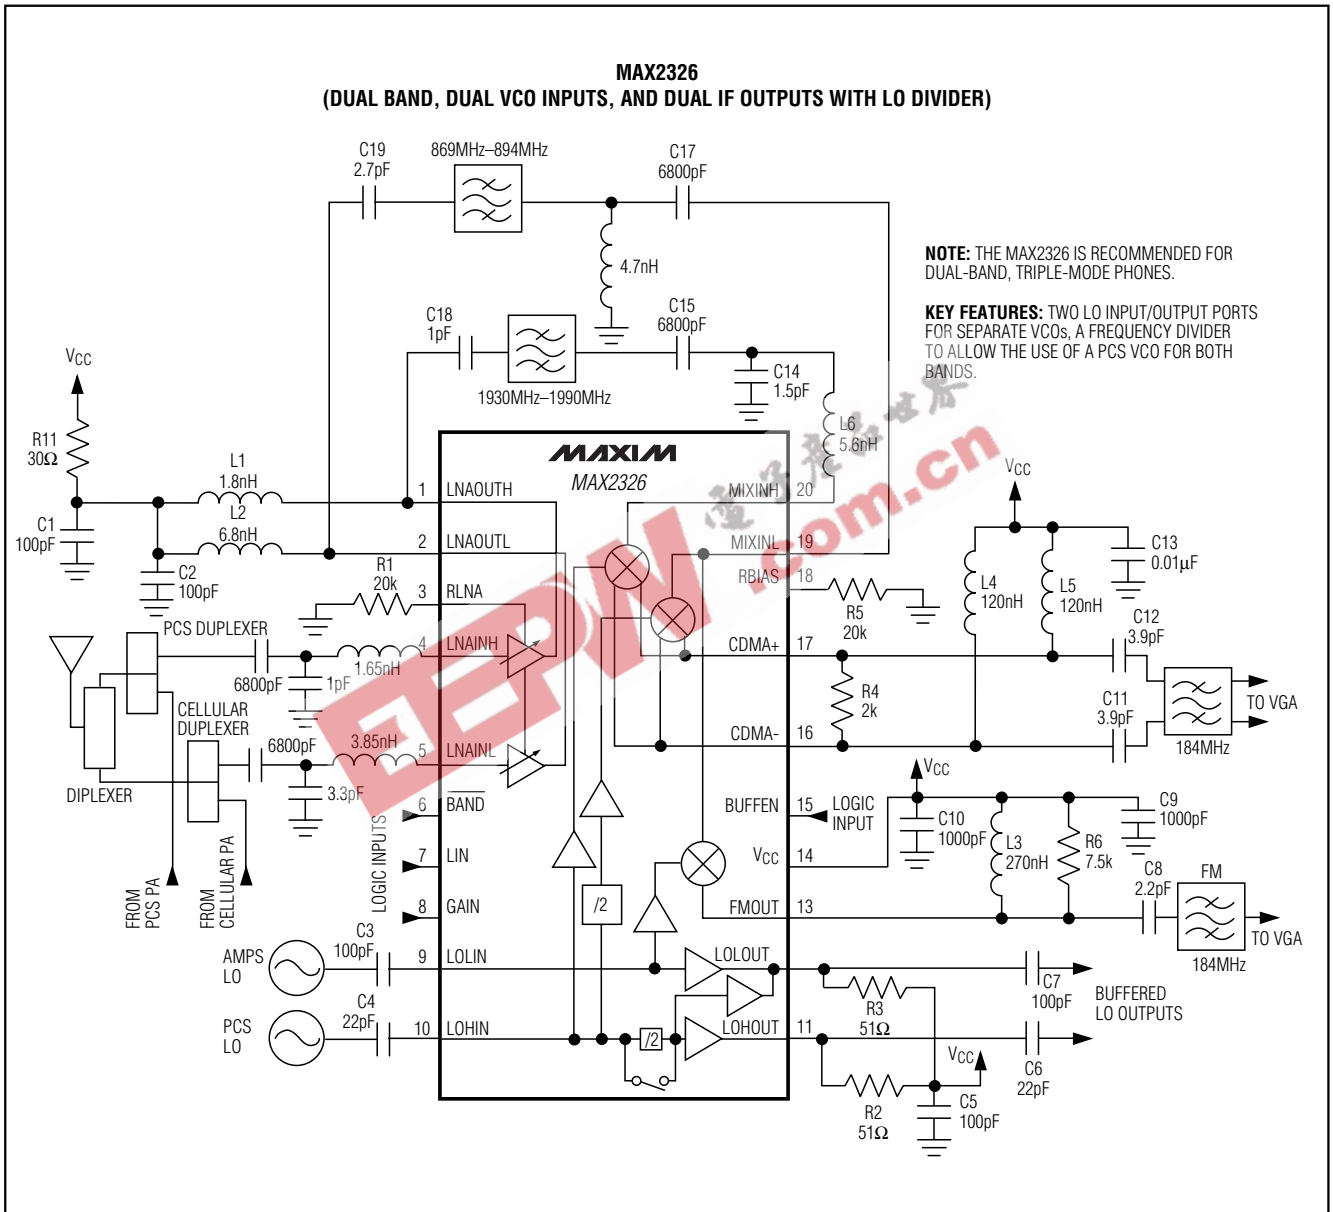 MAX2326
(DUAL BAND, DUAL VCO INPUTS, AND DUAL IF OUTPUTS WITH LO DIVIDER)
C19
2.7pF
869MHz–894MHz
C17
6800pF
4.7nH
NOTE: THE MAX2326 IS RECOMMENDED FOR
DUAL-BAND, TRIPLE-MODE PHONES.
KEY FEATURES: TWO LO INPUT/OUTPUT PORTS
FOR SEPARATE VCOs, A FREQUENCY DIVIDER
TO ALLOW THE USE OF A PCS VCO FOR BOTH
BANDS.
C18
1pF
1930MHz–1990MHz
C15
6800pF
C14
1.5pF
L6
5.6nH
VCC
R11
30Ω
C1
100pF
L1
1.8nH
L2
6.8nH
C2
100pF
MAXIM
MAX2326
1 LNAOUTH
2 LNAOUTL
R1
20k
3 RLNA
4 LNAINH
5 LNAINL
6 BAND
7 LIN
8 GAIN
9 LOLIN
10 LOHIN
MIXINH 20
MIXINL 19
RBIAS 18
CDMA+ 17
CDMA- 16
BUFFEN 15
VCC 14
FMOUT 13
LOLOUT
LOHOUT 11
/2
/2
PCS DUPLEXER
6800pF
1pF
1.65nH
CELLULAR
DUPLEXER
6800pF
3.85nH
3.3pF
DIPLEXER
FROM
PCS PA
FROM
CELLULAR PA
LOGIC INPUTS
AMPS
LO
C3
100pF
PCS
LO
C4
22pF
R5
20k
R4
2k
VCC
L4
120nH
L5
120nH
C13
0.01μF
C12
3.9pF
C11
3.9pF
184MHz
TO VGA
LOGIC
INPUT
VCC
C10
1000pF
L3
270nH
R6
7.5k
C9
1000pF
C8
2.2pF
FM
184MHz
TO VGA
R3
51Ω
C7
100pF
BUFFERED
LO OUTPUTS
C6
22pF
VCC
R2
51Ω
C5
100pF
EEPW
.com.cn
電子產品世界